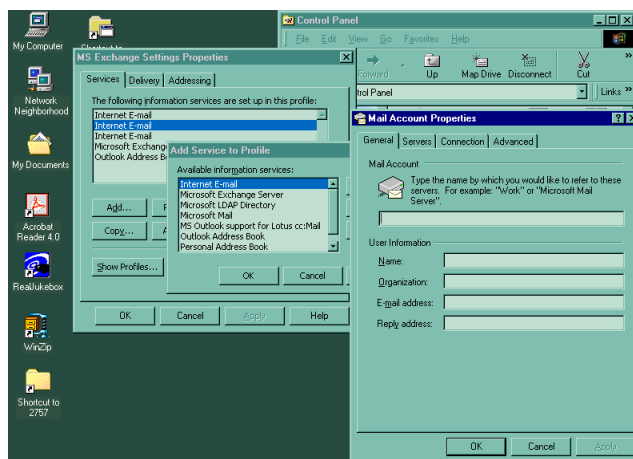 My Computer
Shortcut to
Network
Neighborhood
My Documents
Acrobat
Reader 4.0
RealJukebox
WinZip
Shortcut to
2757
MS Exchange Settings Properties
Services
Delivery
Addressing
The following information services are set up in this profile:
Internet E-mail
Internet E-mail
Internet E-mail
Microsoft Exchang
Outlook Address B
Add...
Copy...
Show Profiles...
OK
Cancel
Apply
Help
Add Service to Profile
Available information services:
Internet E-mail
Microsoft Exchange Server
Microsoft LDAP Directory
Microsoft Mail
MS Outlook support for Lotus cc:Mail
Outlook Address Book
Personal Address Book
OK
Cancel
Control Panel
File Edit View Go Favorites Help
Forward
Up
Map Drive
Disconnect
Cut
trol Panel
Links
Mail Account Properties
General
Servers
Connection
Advanced
Mail Account
Type the name by which you would like to refer to these
servers. For example: "Work" or "Microsoft Mail
Server".
User Information
Name:
Organization:
E-mail address:
Reply address:
OK
Cancel
Apply